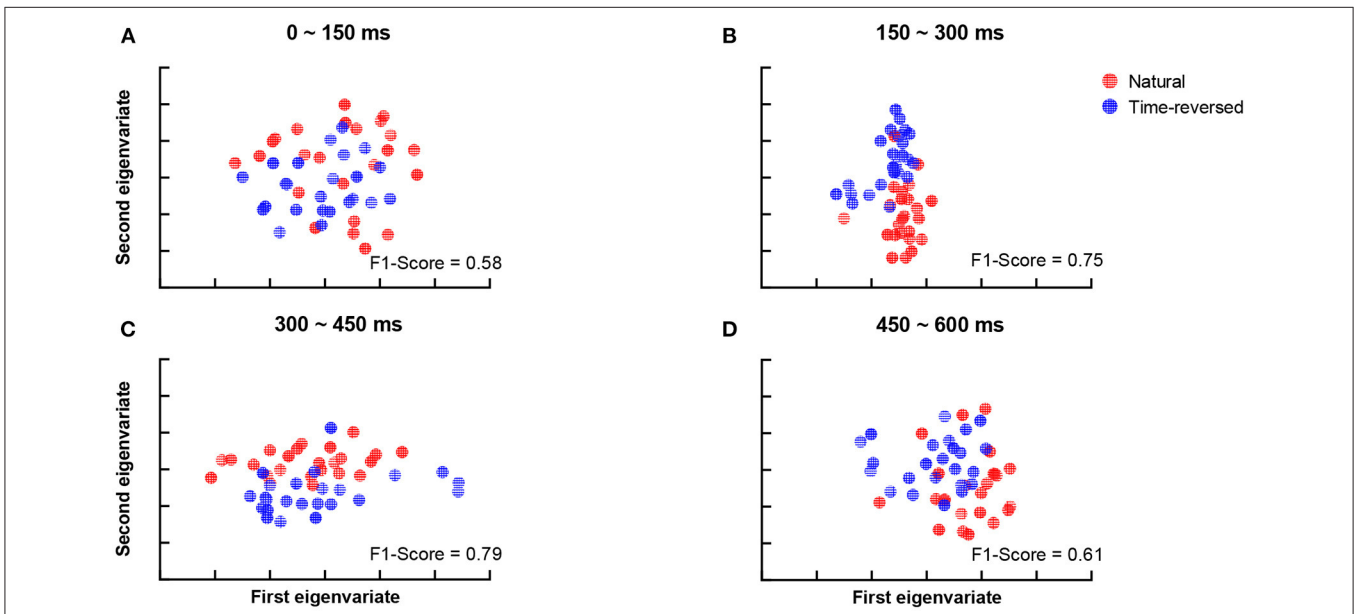 A
0 ~ 150 ms
Second eigenvariate
F1-Score = 0.58
B
150 ~ 300 ms
F1-Score = 0.75
Natural
Time-reversed
C
300 ~ 450 ms
Second eigenvariate
F1-Score = 0.79
First eigenvariate
D
450 ~ 600 ms
F1-Score = 0.61
First eigenvariate